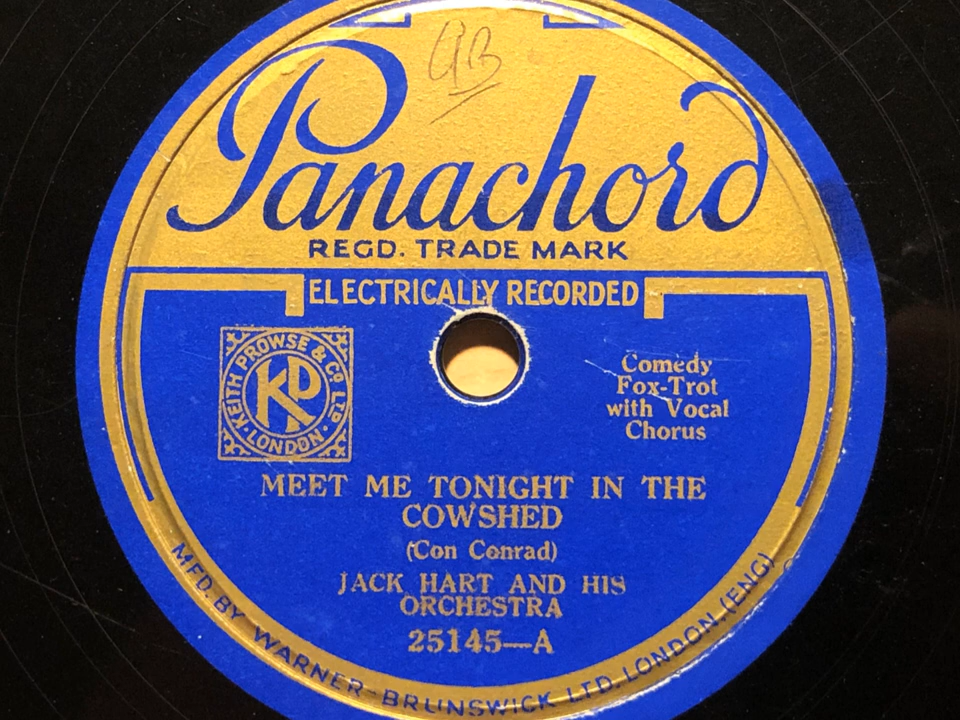 GB
Panachord
REGD. TRADE MARK
ELECTRICALLY RECORDED
KEITH PROWSE & Co LTD.
KP
LONDON
Comedy
Fox-Trot
with Vocal
Chorus
MEET ME TONIGHT IN THE
COWSHED
(Con Conrad)
JACK HART AND HIS
ORCHESTRA
25145—A
MFD. BY WARNER-BRUNSWICK LTD. LONDON. (ENG)